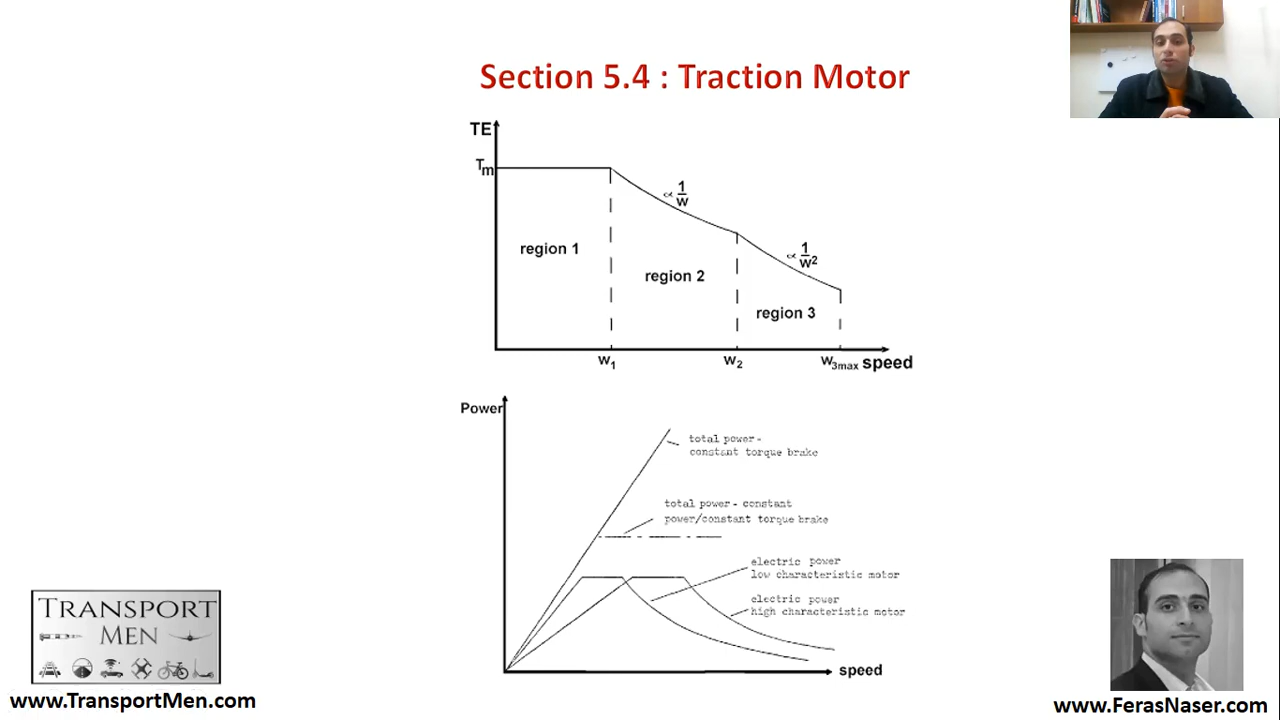 Section 5.4 : Traction Motor
TE
Tm
∝ 1/w
∝ 1/w²
region 1
region 2
region 3
w1
w2
w3max speed
Power
total power-
constant torque brake
total power - constant
power/constant torque brake
electric power
low characteristic motor
electric power
high characteristic motor
speed
TRANSPORT
MEN
www.TransportMen.com
www.FerasNaser.com